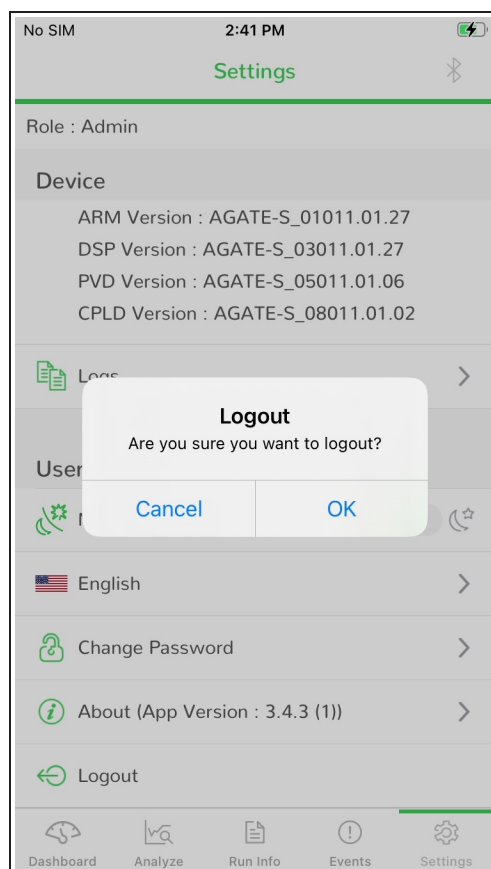 No SIM 2:41 PM
Settings
Role : Admin
Device
ARM Version : AGATE-S_01011.01.27
DSP Version : AGATE-S_03011.01.27
PVD Version : AGATE-S_05011.01.06
CPLD Version : AGATE-S_08011.01.02
Logs
Logout
Are you sure you want to logout?
User
Cancel OK
English
Change Password
About (App Version : 3.4.3 (1))
Logout
Dashboard Analyze Run Info Events Settings